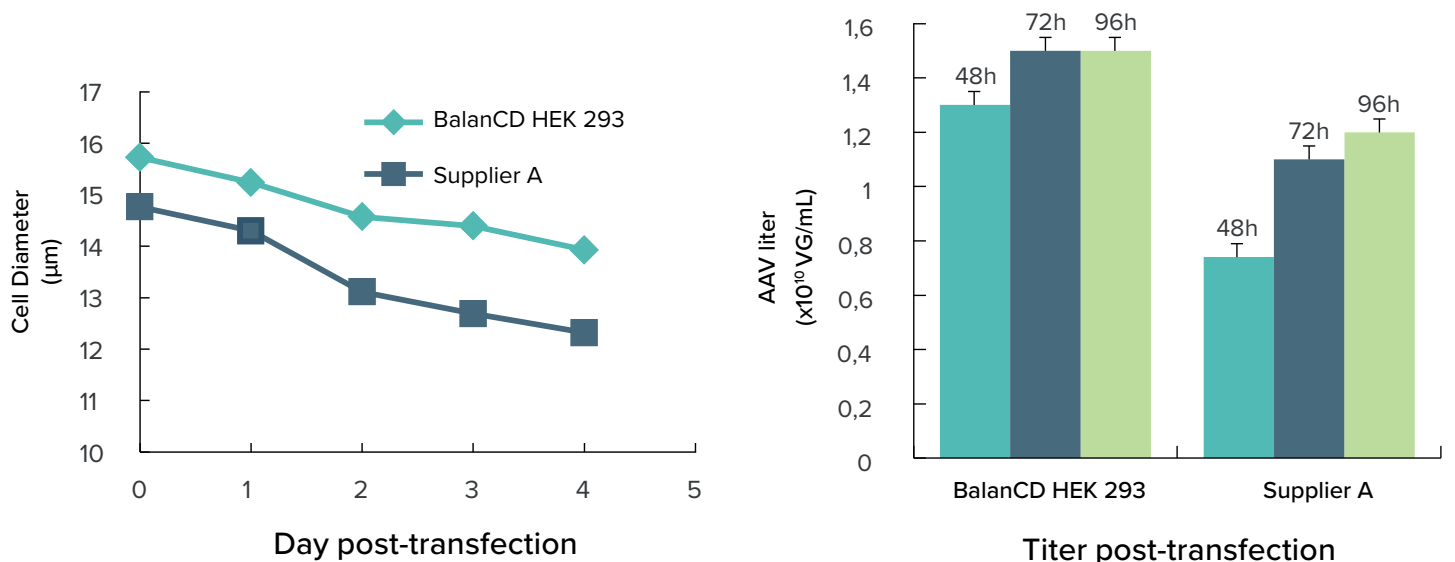 17
16
15
14
13
12
11
10
Cell Diameter
(µm)
BalanCD HEK 293
Supplier A
0 1 2 3 4 5
Day post-transfection
1,6
1,4
1,2
1
0,8
0,6
0,4
0,2
0
AAV liter
(x10¹⁰ VG/mL)
48h 72h 96h
48h 72h 96h
BalanCD HEK 293 Supplier A
Titer post-transfection